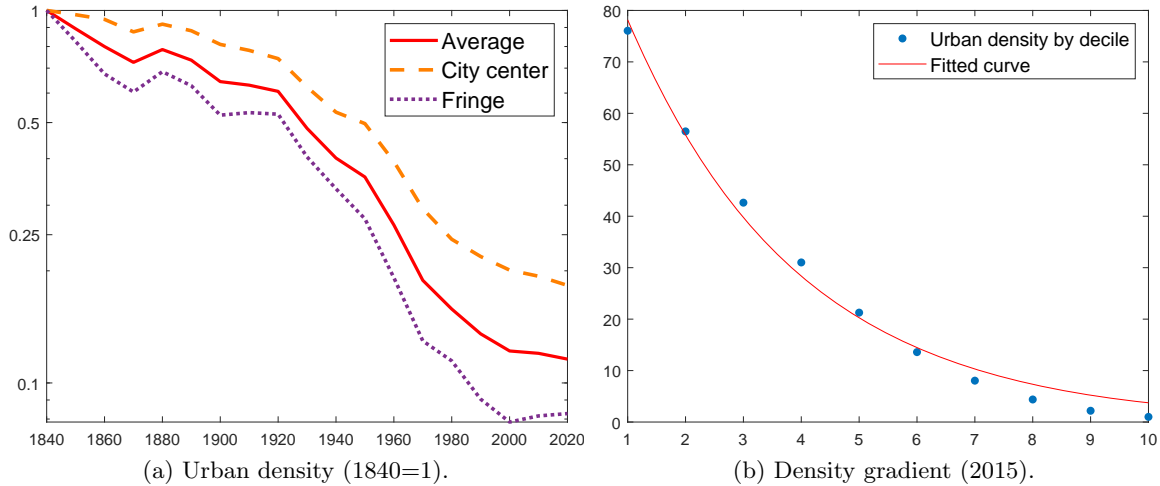 1
0.5
0.25
0.1
1840 1860 1880 1900 1920 1940 1960 1980 2000 2020
Average
City center
Fringe
(a) Urban density (1840=1).
80
70
60
50
40
30
20
10
0
1 2 3 4 5 6 7 8 9 10
Urban density by decile
Fitted curve
(b) Density gradient (2015).